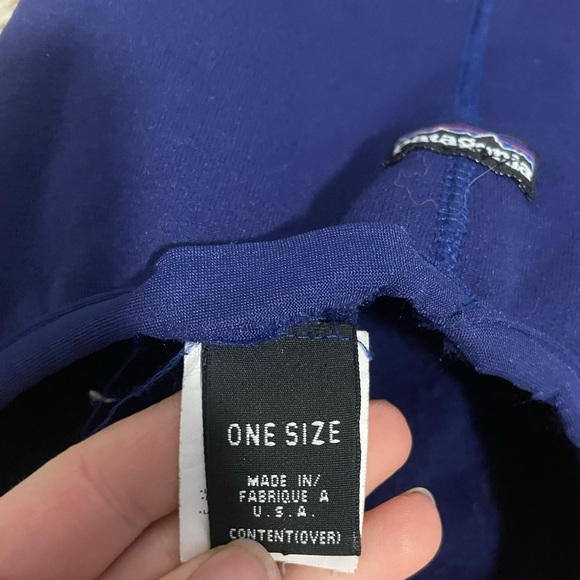 patagonia
ONE SIZE
MADE IN/
FABRIQUE A
U.S.A.
CONTENT(OVER)